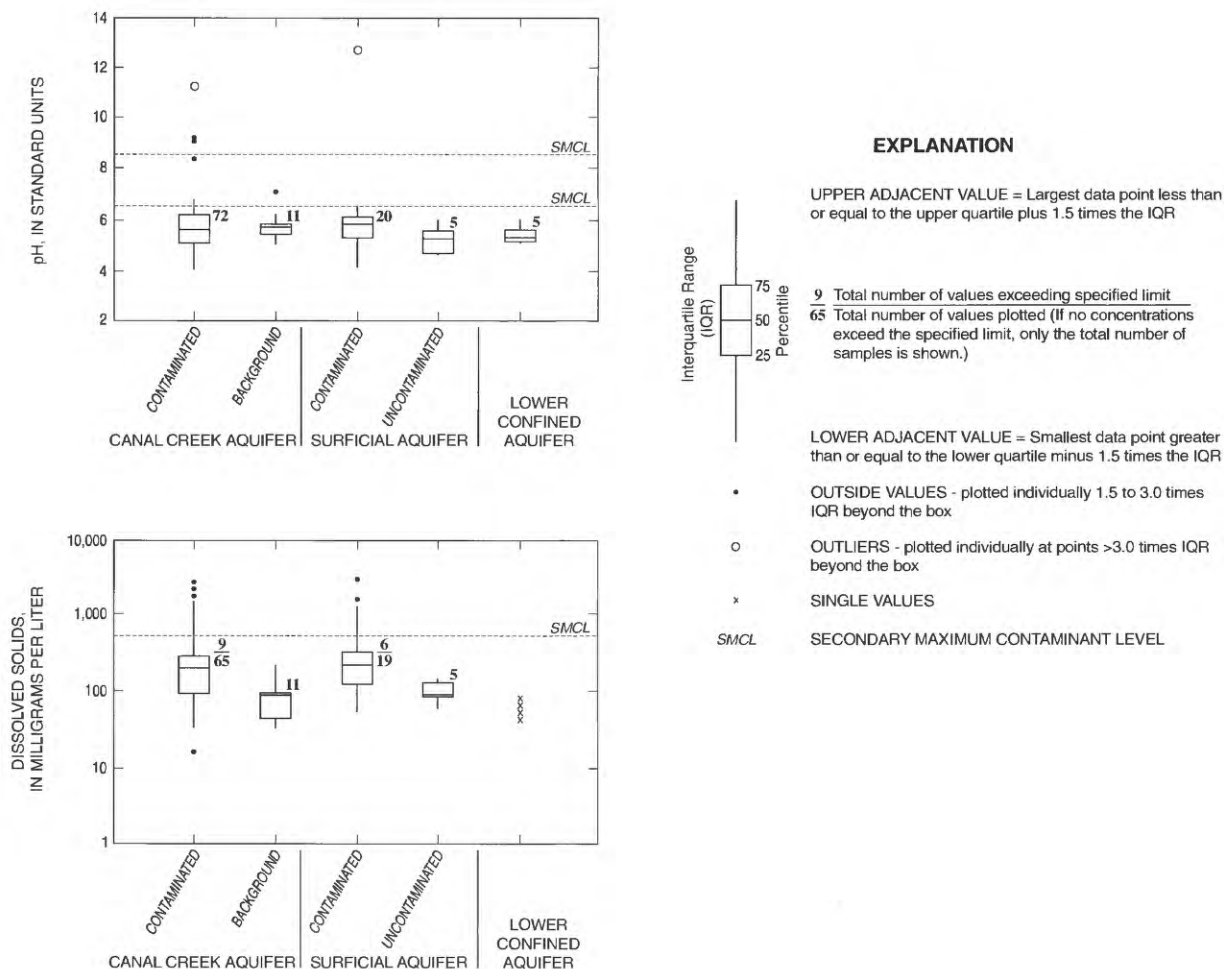 14
12
10
8
6
4
2
pH, IN STANDARD UNITS
SMCL
SMCL
72
11
20
5
5
CONTAMINATED
BACKGROUND
CONTAMINATED
UNCONTAMINATED
CANAL CREEK AQUIFER
SURFICIAL AQUIFER
LOWER
CONFINED
AQUIFER
10,000
1,000
100
10
1
DISSOLVED SOLIDS,
IN MILLIGRAMS PER LITER
SMCL
9
65
11
6
19
5
CONTAMINATED
BACKGROUND
CONTAMINATED
UNCONTAMINATED
CANAL CREEK AQUIFER
SURFICIAL AQUIFER
LOWER
CONFINED
AQUIFER
EXPLANATION
UPPER ADJACENT VALUE = Largest data point less than
or equal to the upper quartile plus 1.5 times the IQR
Interquartile Range
(IQR)
75
50
25
Percentile
9 Total number of values exceeding specified limit
65 Total number of values plotted (If no concentrations
exceed the specified limit, only the total number of
samples is shown.)
LOWER ADJACENT VALUE = Smallest data point greater
than or equal to the lower quartile minus 1.5 times the IQR
OUTSIDE VALUES - plotted individually 1.5 to 3.0 times
IQR beyond the box
OUTLIERS - plotted individually at points >3.0 times IQR
beyond the box
x SINGLE VALUES
SMCL SECONDARY MAXIMUM CONTAMINANT LEVEL